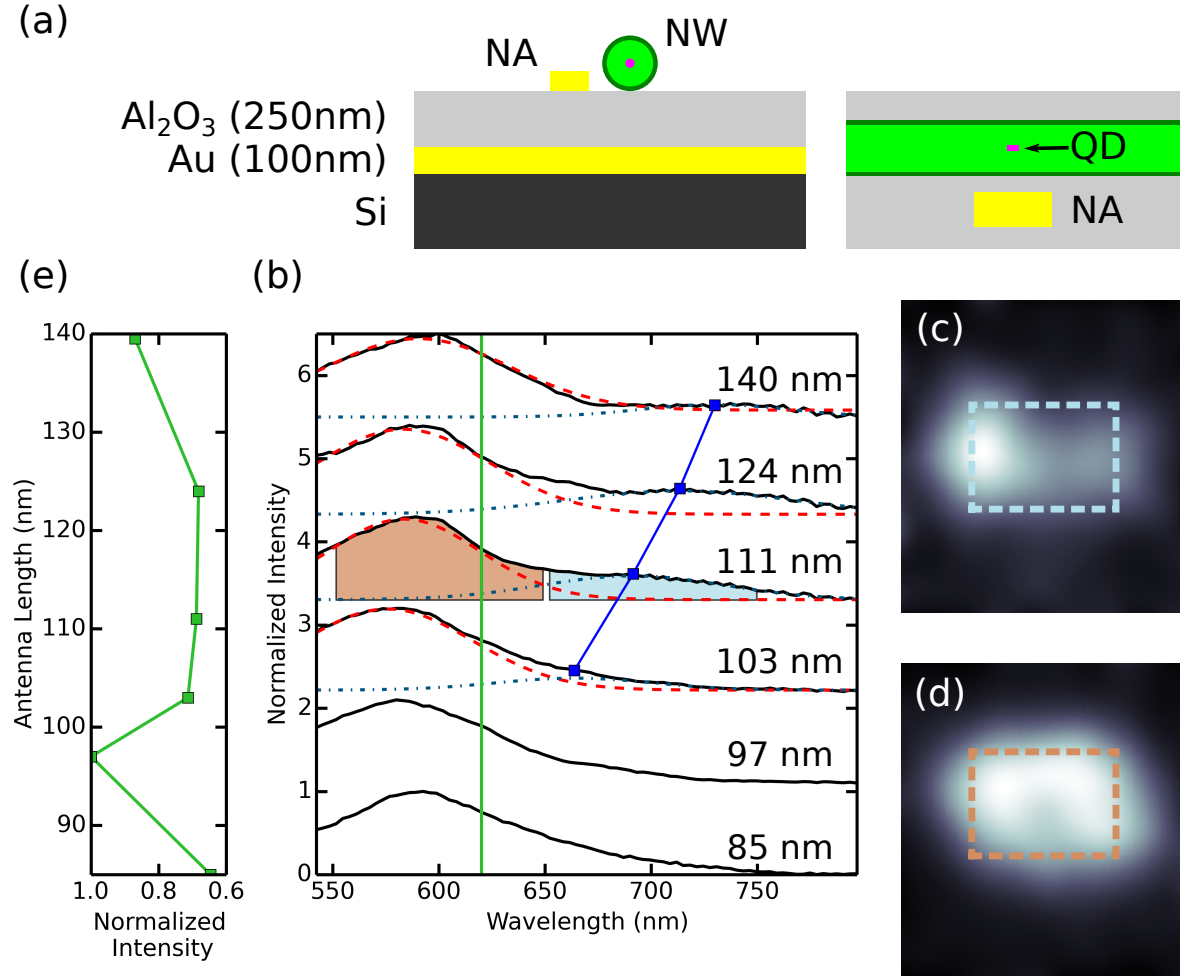 (a)
NA
NW
Al₂O₃ (250nm)
Au (100nm)
Si
QD
NA
(e)
Antenna Length (nm)
140
130
120
110
100
90
1.0 0.8 0.6
Normalized
Intensity
(b)
Normalized Intensity
6
5
4
3
2
1
0
140 nm
124 nm
111 nm
103 nm
97 nm
85 nm
550 600 650 700 750
Wavelength (nm)
(c)
(d)